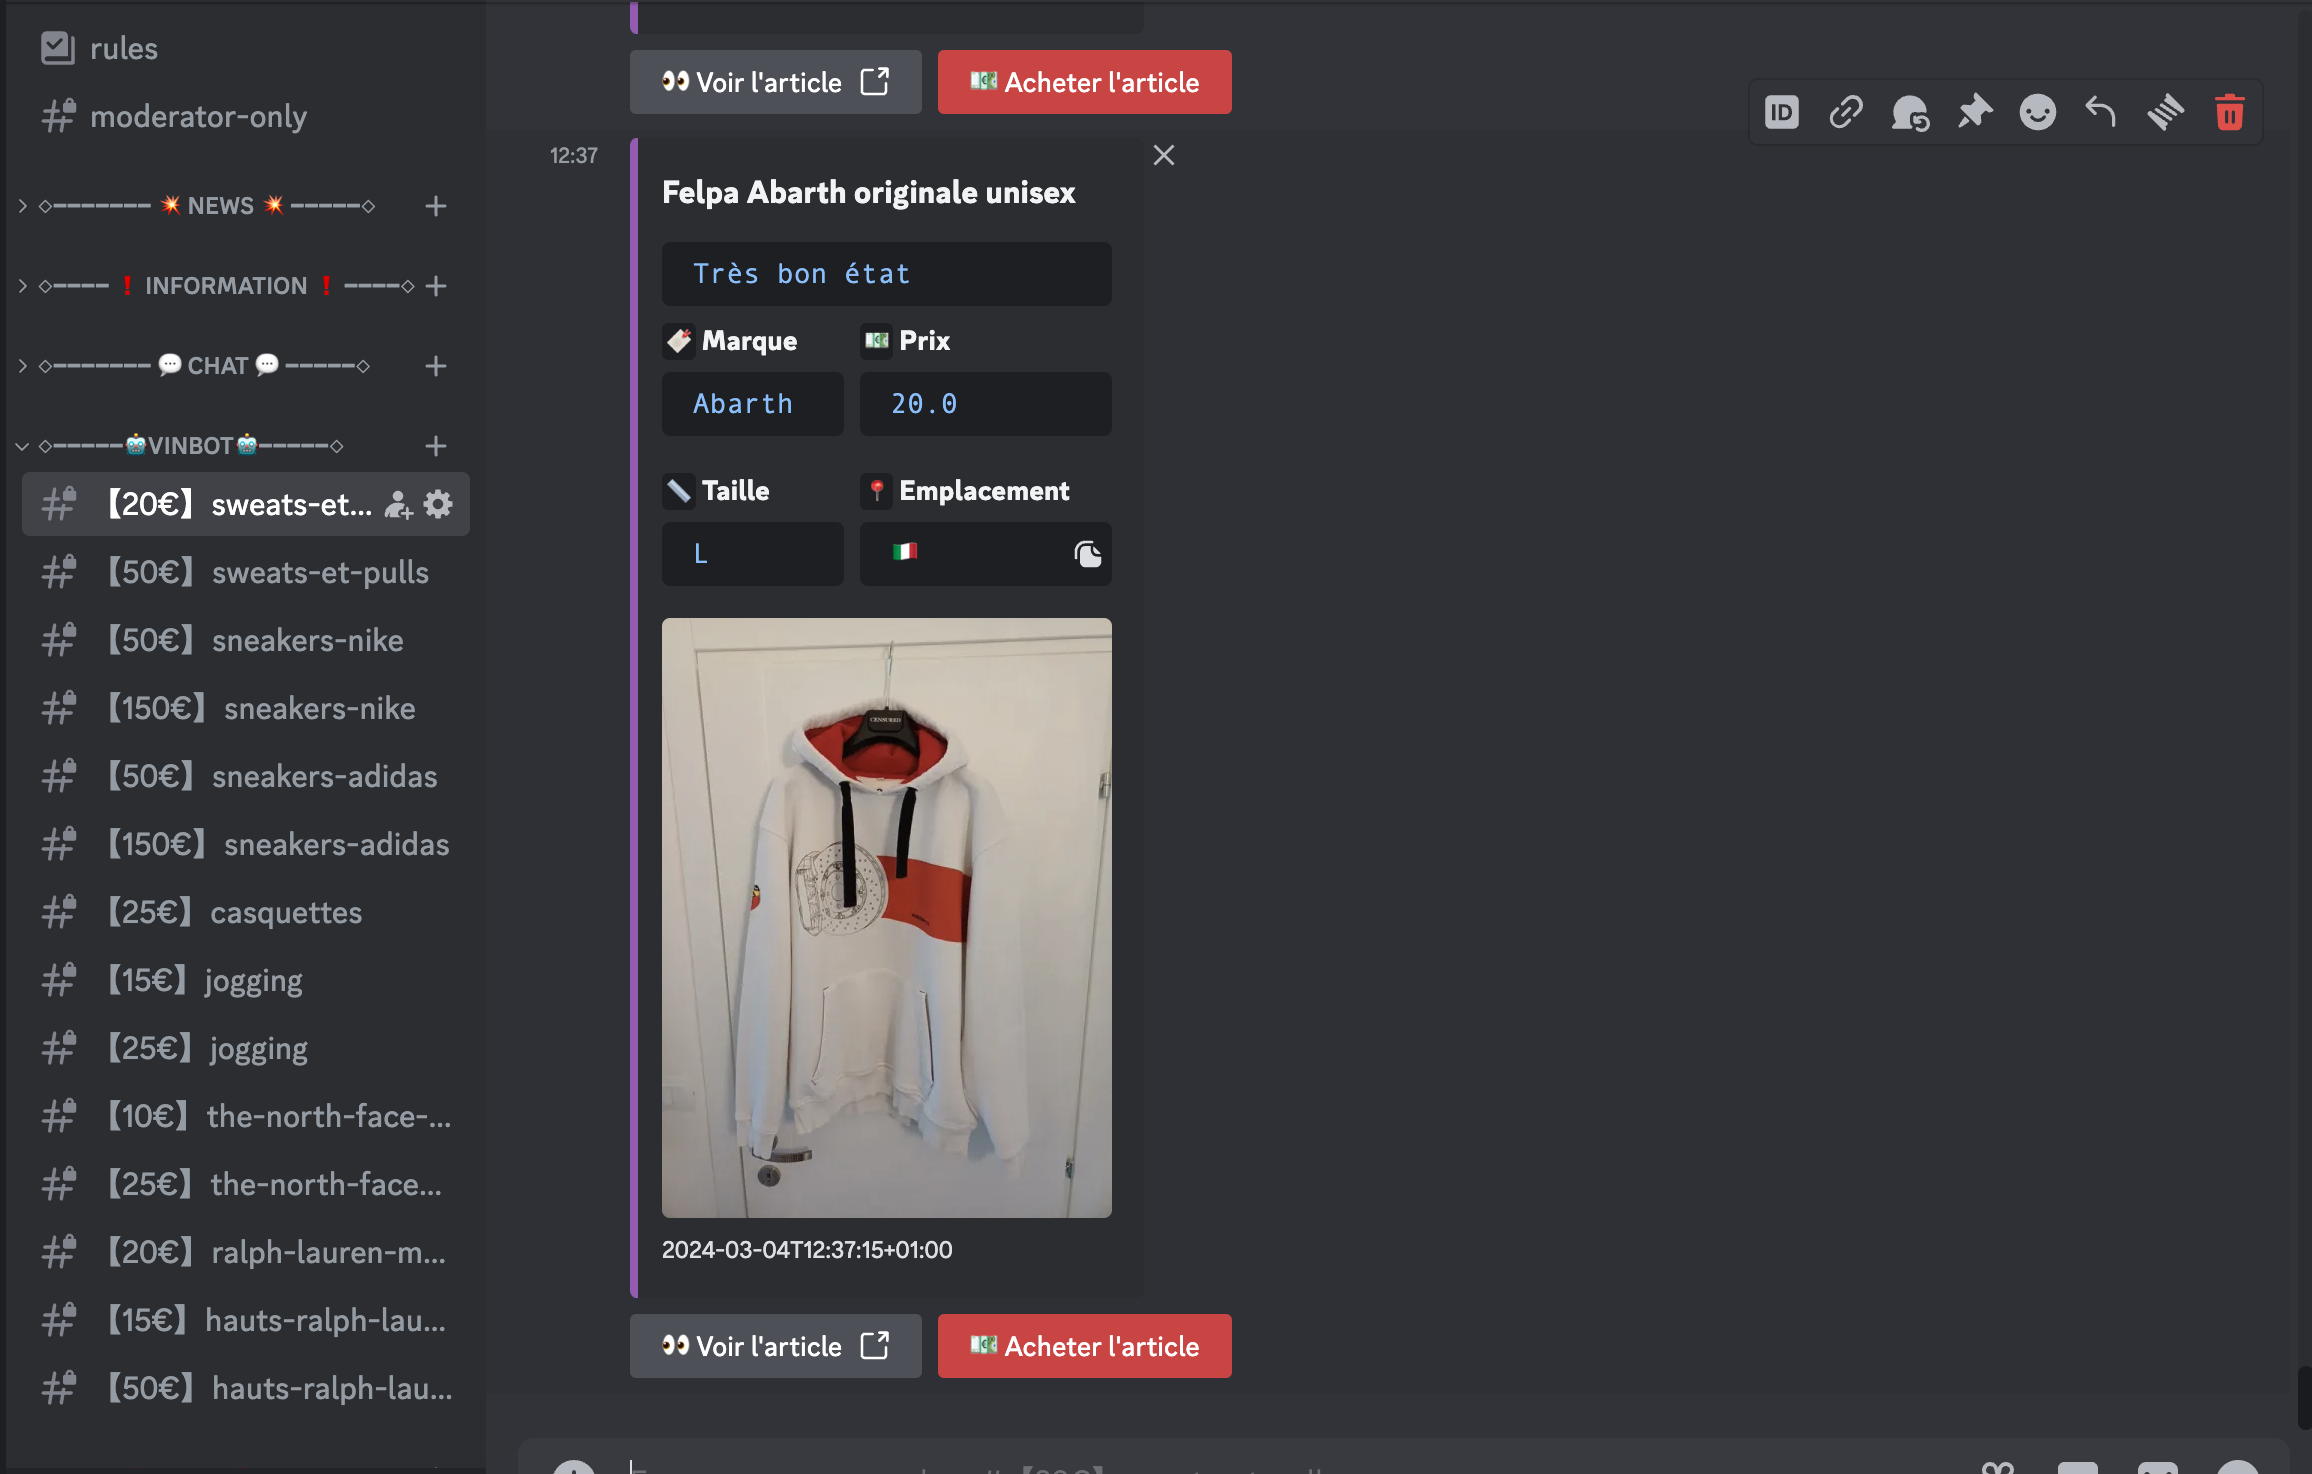 rules
moderator-only
NEWS
INFORMATION
CHAT
VINBOT
【20€】sweats-et...
【50€】sweats-et-pulls
【50€】sneakers-nike
【150€】sneakers-nike
【50€】sneakers-adidas
【150€】sneakers-adidas
【25€】casquettes
【15€】jogging
【25€】jogging
【10€】the-north-face-...
【25€】the-north-face...
【20€】ralph-lauren-m...
【15€】hauts-ralph-lau...
【50€】hauts-ralph-lau...
Voir l'article
Acheter l'article
ID
12:37
Felpa Abarth originale unisex
Très bon état
Marque
Prix
Abarth
20.0
Taille
Emplacement
L
CENSURED
2024-03-04T12:37:15+01:00
Voir l'article
Acheter l'article